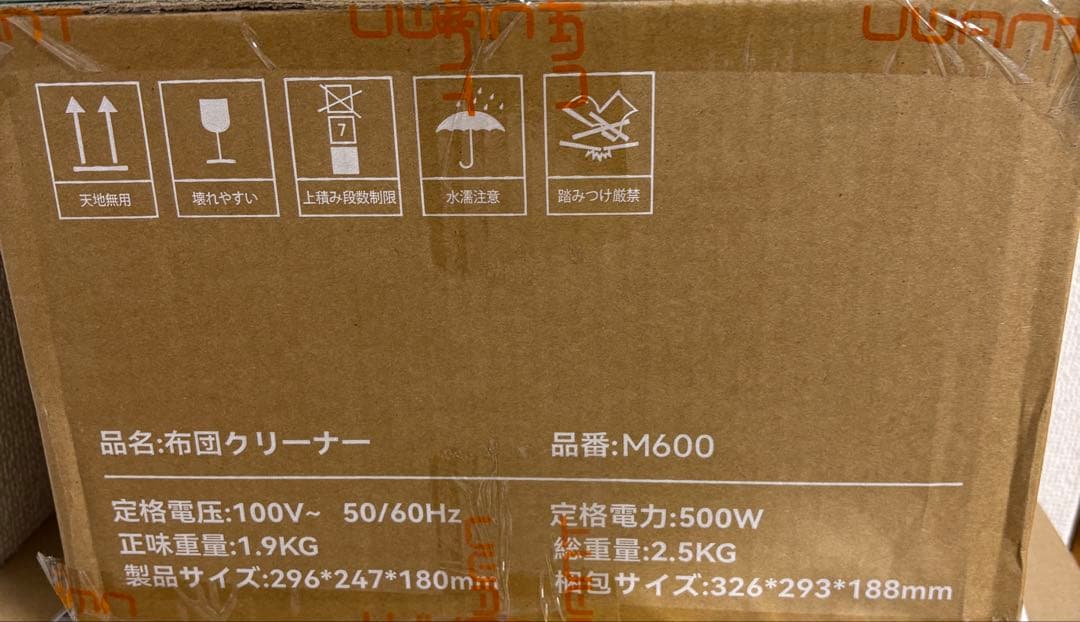 UWANT
UWANT
天地無用
壊れやすい
7
上積み段数制限
水濡注意
踏みつけ厳禁
品名:布団クリーナー
品番:M600
定格電圧:100V~ 50/60Hz
定格電力:500W
正味重量:1.9KG
総重量:2.5KG
製品サイズ:296*247*180mm
梱包サイズ:326*293*188mm